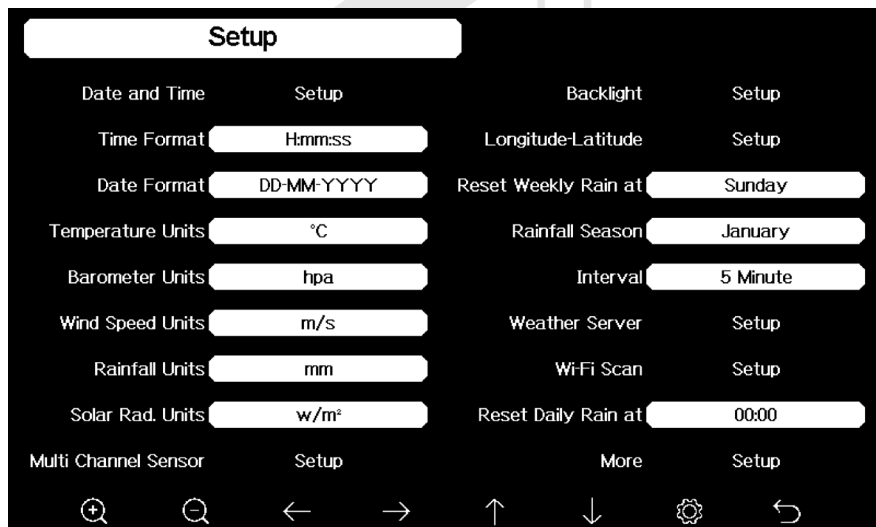 Setup
Date and Time Setup Backlight Setup
Time Format H:mm:ss Longitude-Latitude Setup
Date Format DD-MM-YYYY Reset Weekly Rain at Sunday
Temperature Units °C Rainfall Season January
Barometer Units hpa Interval 5 Minute
Wind Speed Units m/s Weather Server Setup
Rainfall Units mm Wi-Fi Scan Setup
Solar Rad. Units w/m² Reset Daily Rain at 00:00
Multi Channel Sensor Setup More Setup